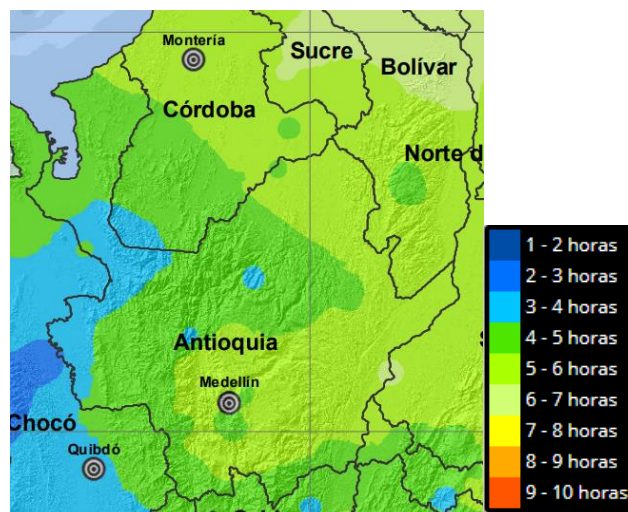 Montería
Sucre
Bolívar
Córdoba
Norte d
Antioquia
Medellín
Chocó
Quibdó
1 - 2 horas
2 - 3 horas
3 - 4 horas
4 - 5 horas
5 - 6 horas
6 - 7 horas
7 - 8 horas
8 - 9 horas
9 - 10 horas